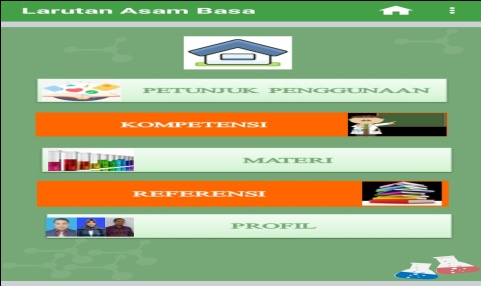 Larutan Asam Basa
PETUNJUK PENGGUNAAN
KOMPETENSI
MATERI
REFERENSI
PROFIL